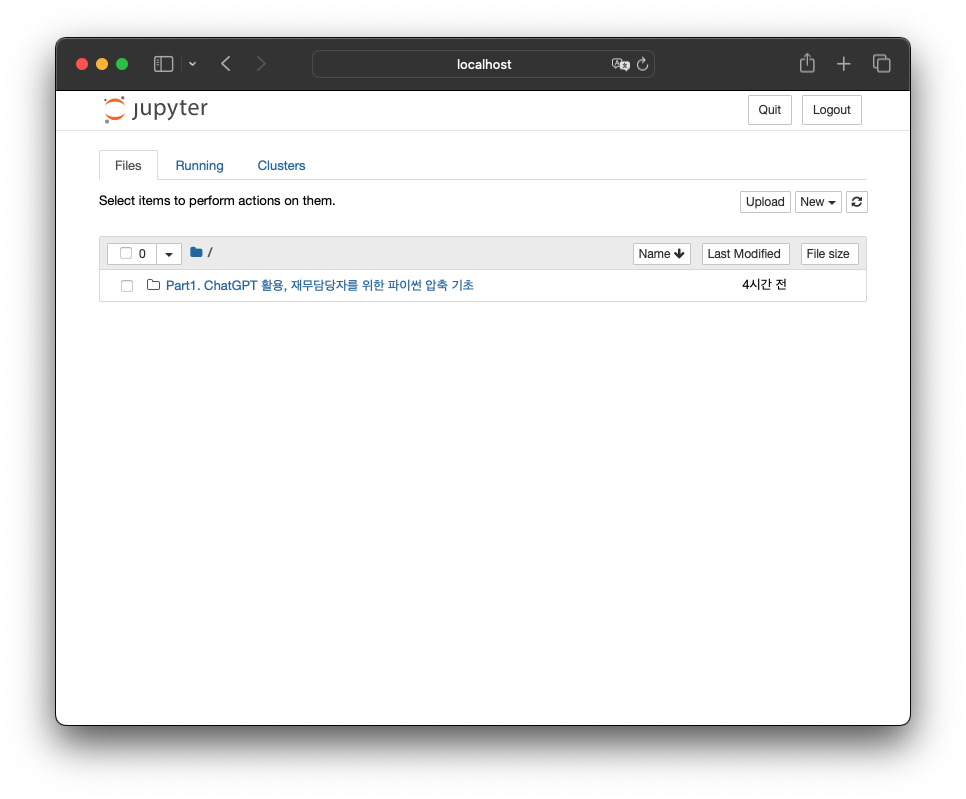 localhost
jupyter
Quit
Logout
Files
Running
Clusters
Select items to perform actions on them.
Upload
New
0
/
Name
Last Modified
File size
Part1. ChatGPT 활용, 재무담당자를 위한 파이썬 압축 기초
4시간 전